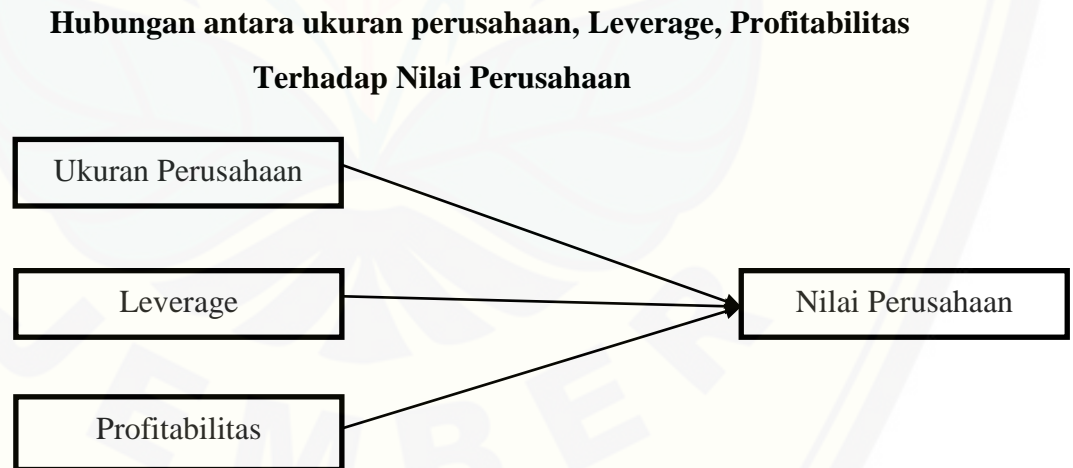 Hubungan antara ukuran perusahaan, Leverage, Profitabilitas
Terhadap Nilai Perusahaan
Ukuran Perusahaan
Leverage
Nilai Perusahaan
Profitabilitas